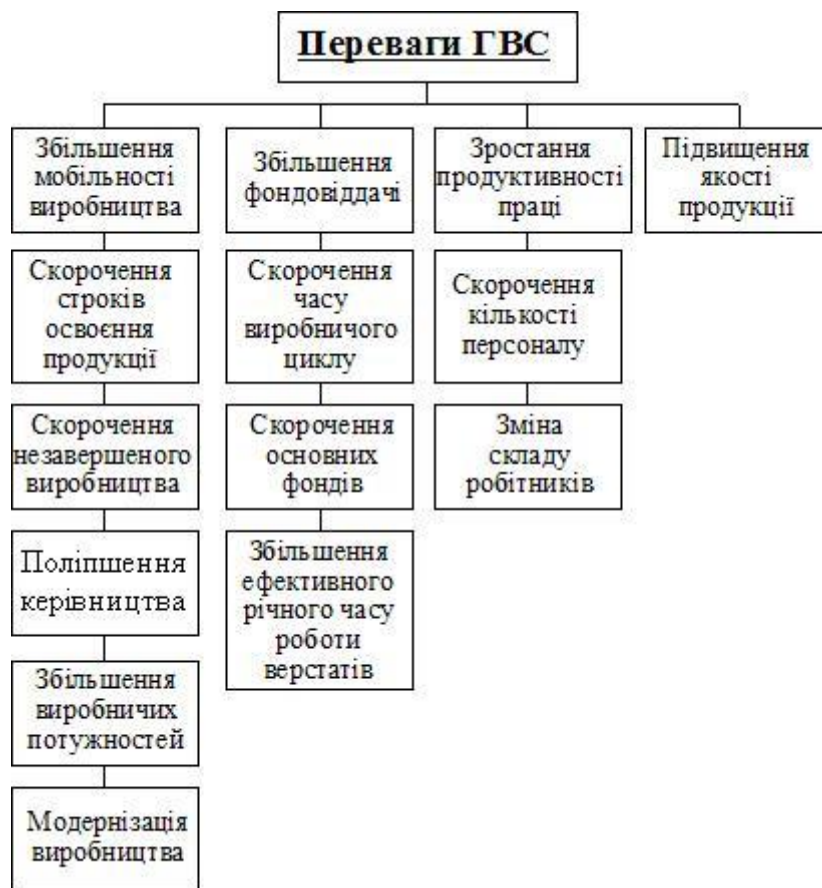 Переваги ГВС
Збільшення
мобільності
виробництва
Скорочення
строків
освоєння
продукції
Скорочення
незавершеного
виробництва
Поліпшення
керівництва
Збільшення
виробничих
потужностей
Модернізація
виробництва
Збільшення
фондовіддачі
Скорочення
часу
виробничого
циклу
Скорочення
основних
фондів
Збільшення
ефективного
річного часу
роботи
верстатів
Зростання
продуктивності
праці
Скорочення
кількості
персоналу
Зміна
складу
робітників
Підвищення
якості
продукції